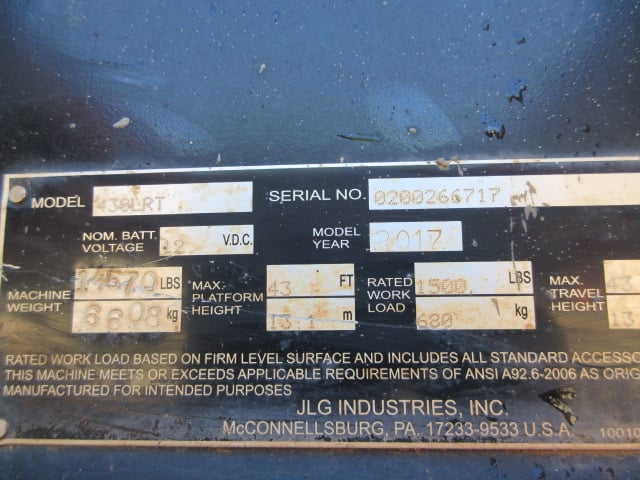 MODEL 430LRT SERIAL NO. 0200266717
NOM. BATT. VOLTAGE 12 V.D.C. MODEL YEAR 2017
MACHINE WEIGHT 14570 LBS MAX. PLATFORM HEIGHT 43 FT RATED WORK LOAD 1500 LBS MAX. TRAVEL HEIGHT 43
6608 kg 13.1 m 680 kg 13
RATED WORK LOAD BASED ON FIRM LEVEL SURFACE AND INCLUDES ALL STANDARD
THIS MACHINE MEETS OR EXCEEDS APPLICABLE REQUIREMENTS OF ANSI A92.6-2006 AS
MANUFACTURED FOR INTENDED PURPOSES
JLG INDUSTRIES, INC.
McCONNELLSBURG, PA. 17233-9533 U.S.A.